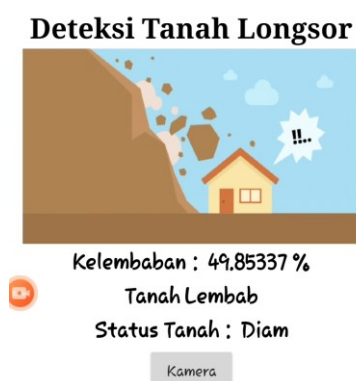 Deteksi Tanah Longsor
!!..
Kelembaban : 49.85337 %
Tanah Lembab
Status Tanah : Diam
Kamera